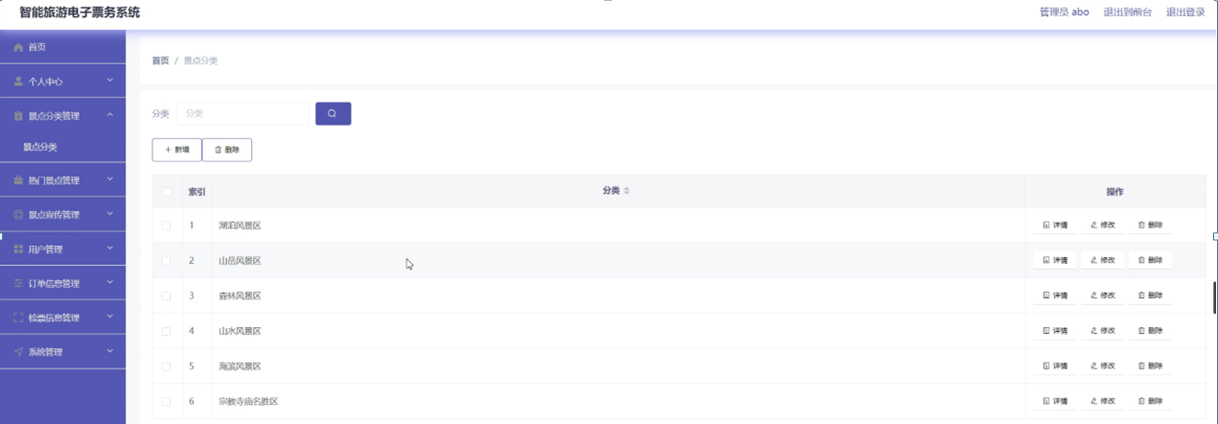 智能旅游电子票务系统
管理员 abo 退出到前台 退出登录
首页
个人中心
景点分类管理
景点分类
热门景点管理
景点宣传管理
用户管理
订单信息管理
检票信息管理
系统管理
首页 / 景点分类
分类 分类
新增 删除
索引 分类 操作
1 湖泊风景区 详情 修改 删除
2 山岳风景区 详情 修改 删除
3 森林风景区 详情 修改 删除
4 山水风景区 详情 修改 删除
5 海滨风景区 详情 修改 删除
6 宗教寺庙名胜区 详情 修改 删除